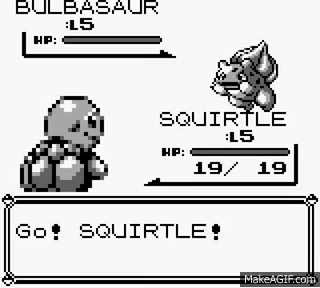 BULBASAUR
:L5
HP:
SQUIRTLE
:L5
HP:
19/ 19
Go! SQUIRTLE!
MakeAGIF.com